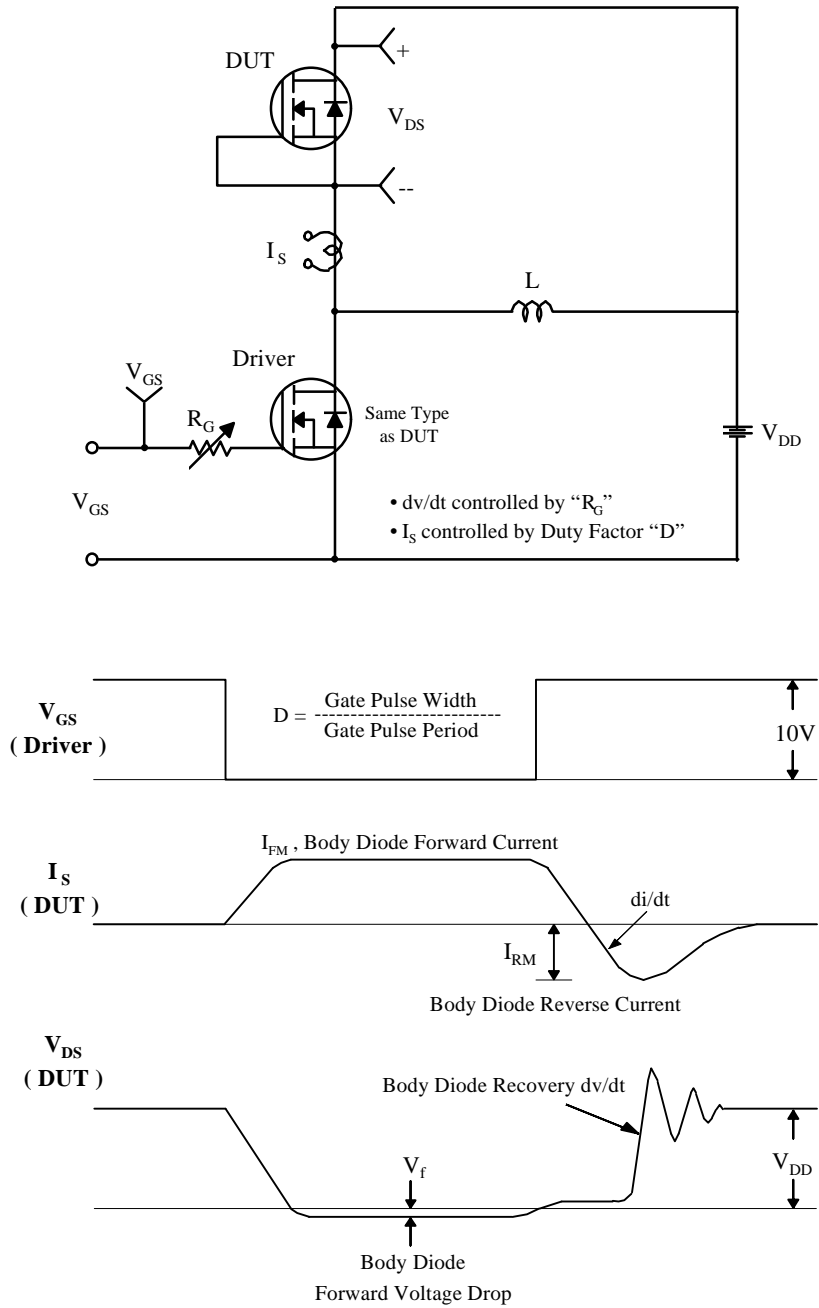 DUT
+
V_DS
--
I_S
L
Driver
V_GS
R_G
Same Type
as DUT
V_DD
V_GS
• dv/dt controlled by “R_G”
• I_S controlled by Duty Factor “D”
V_GS
( Driver )
D = Gate Pulse Width
--------------------------
Gate Pulse Period
10V
I_FM , Body Diode Forward Current
I_S
( DUT )
di/dt
I_RM
Body Diode Reverse Current
V_DS
( DUT )
Body Diode Recovery dv/dt
V_f
V_DD
Body Diode
Forward Voltage Drop